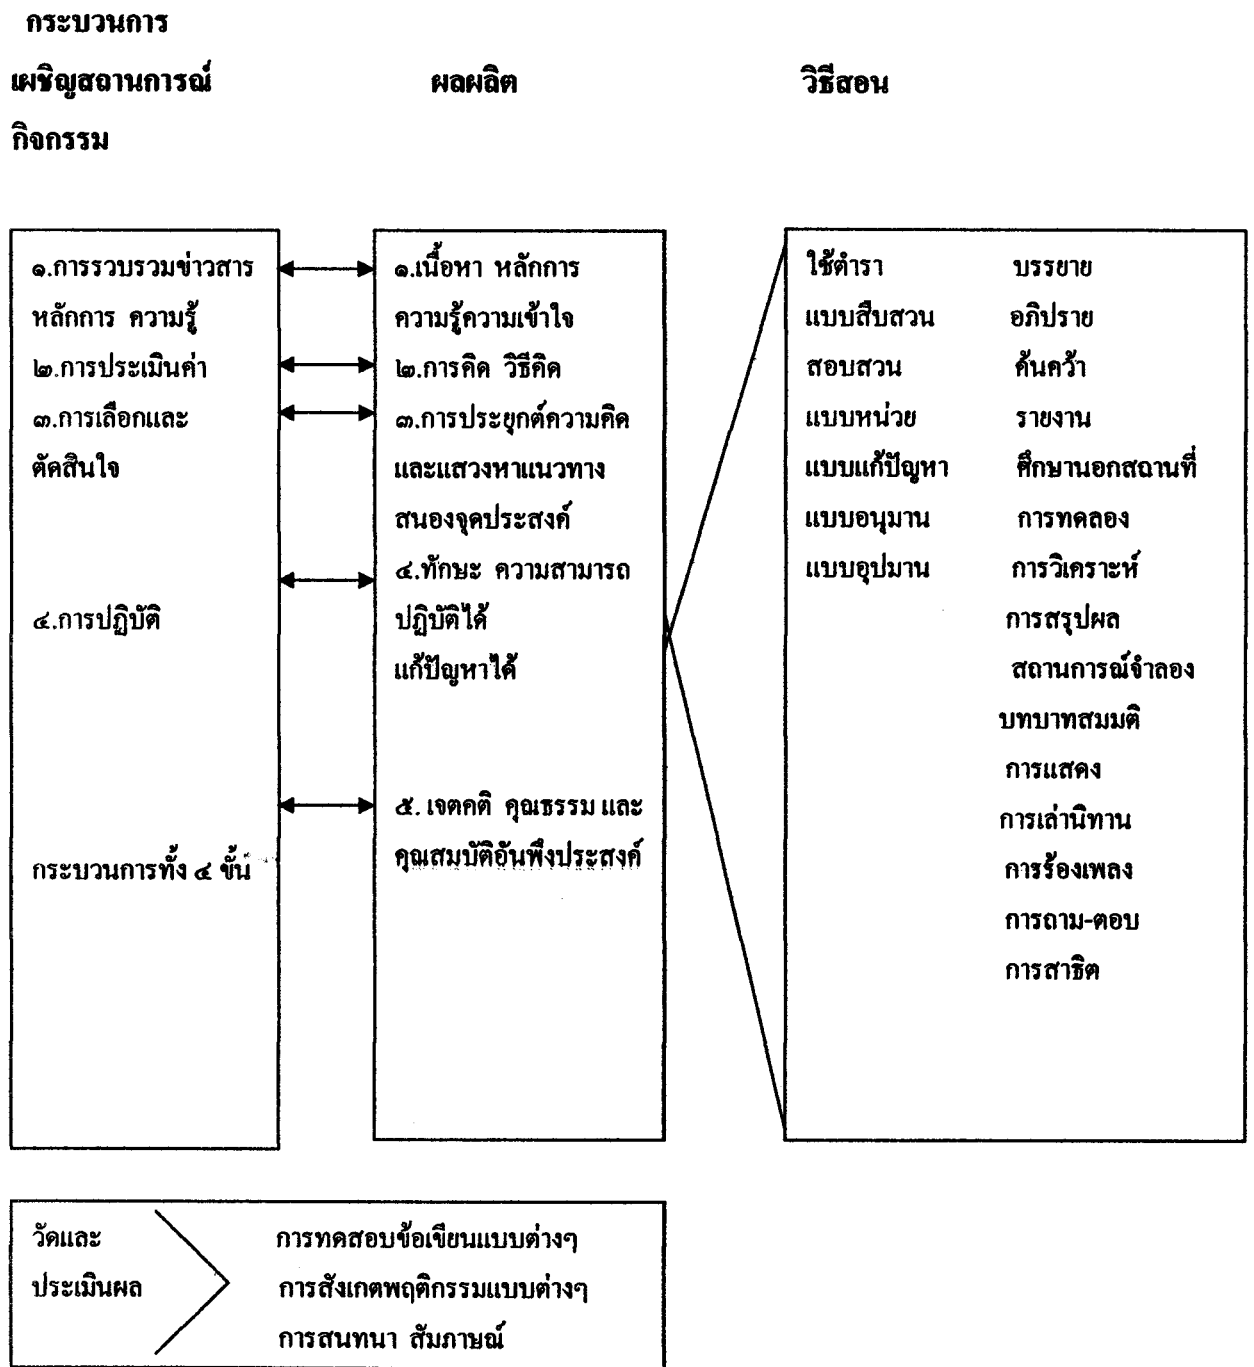 กระบวนการ
เผชิญสถานการณ์ ผลผลิต วิธีสอน
กิจกรรม
๑.การรวบรวมข่าวสาร
หลักการ ความรู้
๒.การประเมินค่า
๓.การเลือกและ
ตัดสินใจ
๔.การปฏิบัติ
กระบวนการทั้ง ๔ ขั้น
๑.เนื้อหา หลักการ
ความรู้ความเข้าใจ
๒.การคิด วิธีคิด
๓.การประยุกต์ความคิด
และแสวงหาแนวทาง
สนองจุดประสงค์
๔.ทักษะ ความสามารถ
ปฏิบัติได้
แก้ปัญหาได้
๕. เจตคติ คุณธรรม และ
คุณสมบัติอันพึงประสงค์
ใช้ตำรา บรรยาย
แบบสืบสวน อภิปราย
สอบสวน ค้นคว้า
แบบหน่วย รายงาน
แบบแก้ปัญหา ศึกษานอกสถานที่
แบบอนุมาน การทดลอง
แบบอุปมาน การวิเคราะห์
การสรุปผล
สถานการณ์จำลอง
บทบาทสมมติ
การแสดง
การเล่านิทาน
การร้องเพลง
การถาม-ตอบ
การสาธิต
วัดและ การทดสอบข้อเขียนแบบต่างๆ
ประเมินผล การสังเกตพฤติกรรมแบบต่างๆ
การสนทนา สัมภาษณ์